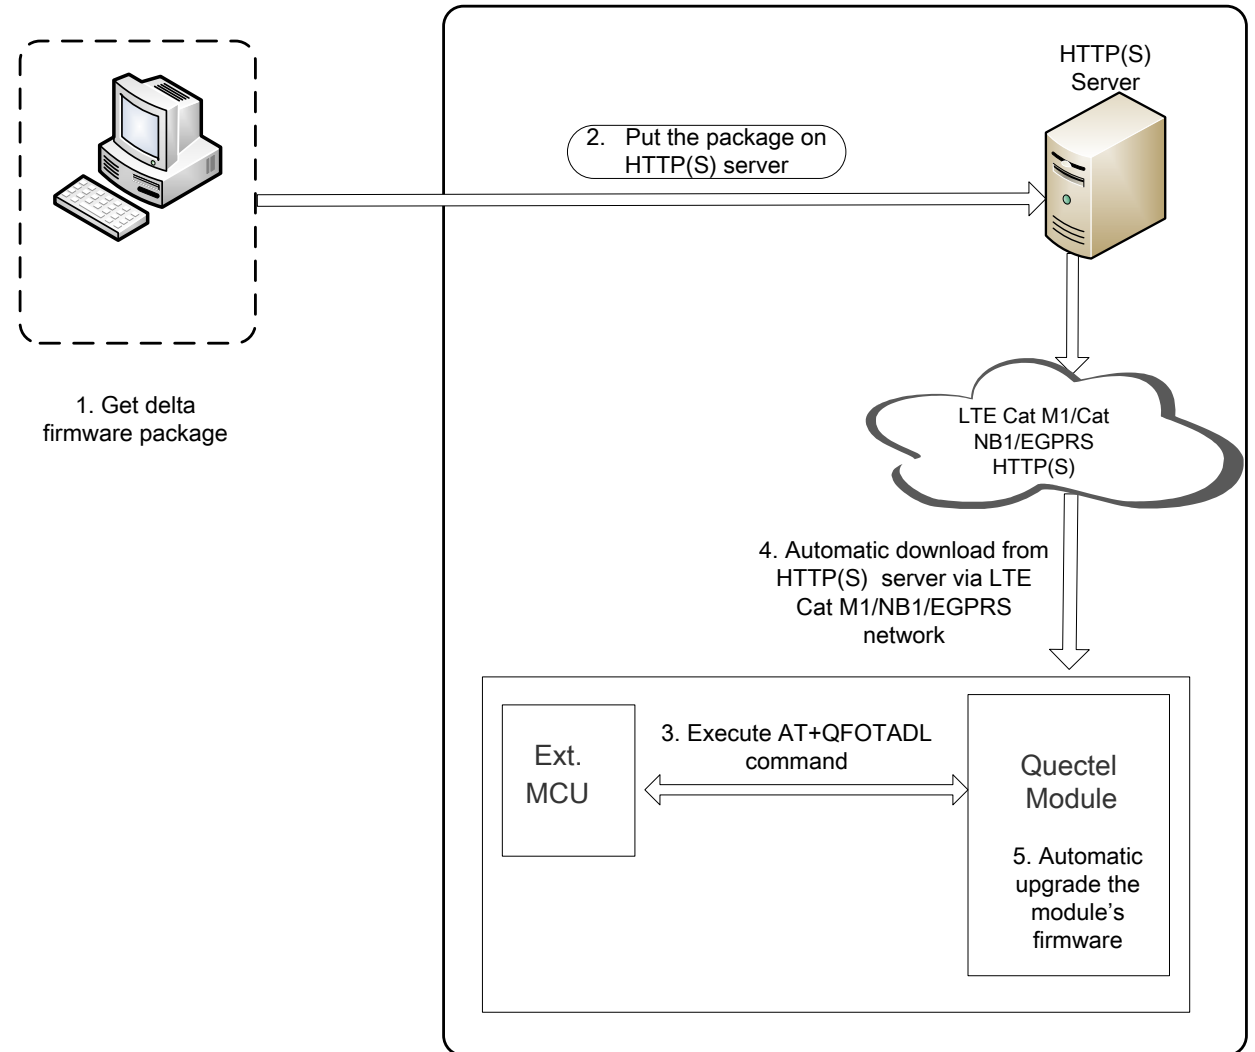 HTTP(S)
Server
2. Put the package on
HTTP(S) server
1. Get delta
firmware package
LTE Cat M1/Cat
NB1/EGPRS
HTTP(S)
4. Automatic download from
HTTP(S) server via LTE
Cat M1/NB1/EGPRS
network
Ext.
MCU
3. Execute AT+QFOTADL
command
Quectel
Module
5. Automatic
upgrade the
module's
firmware